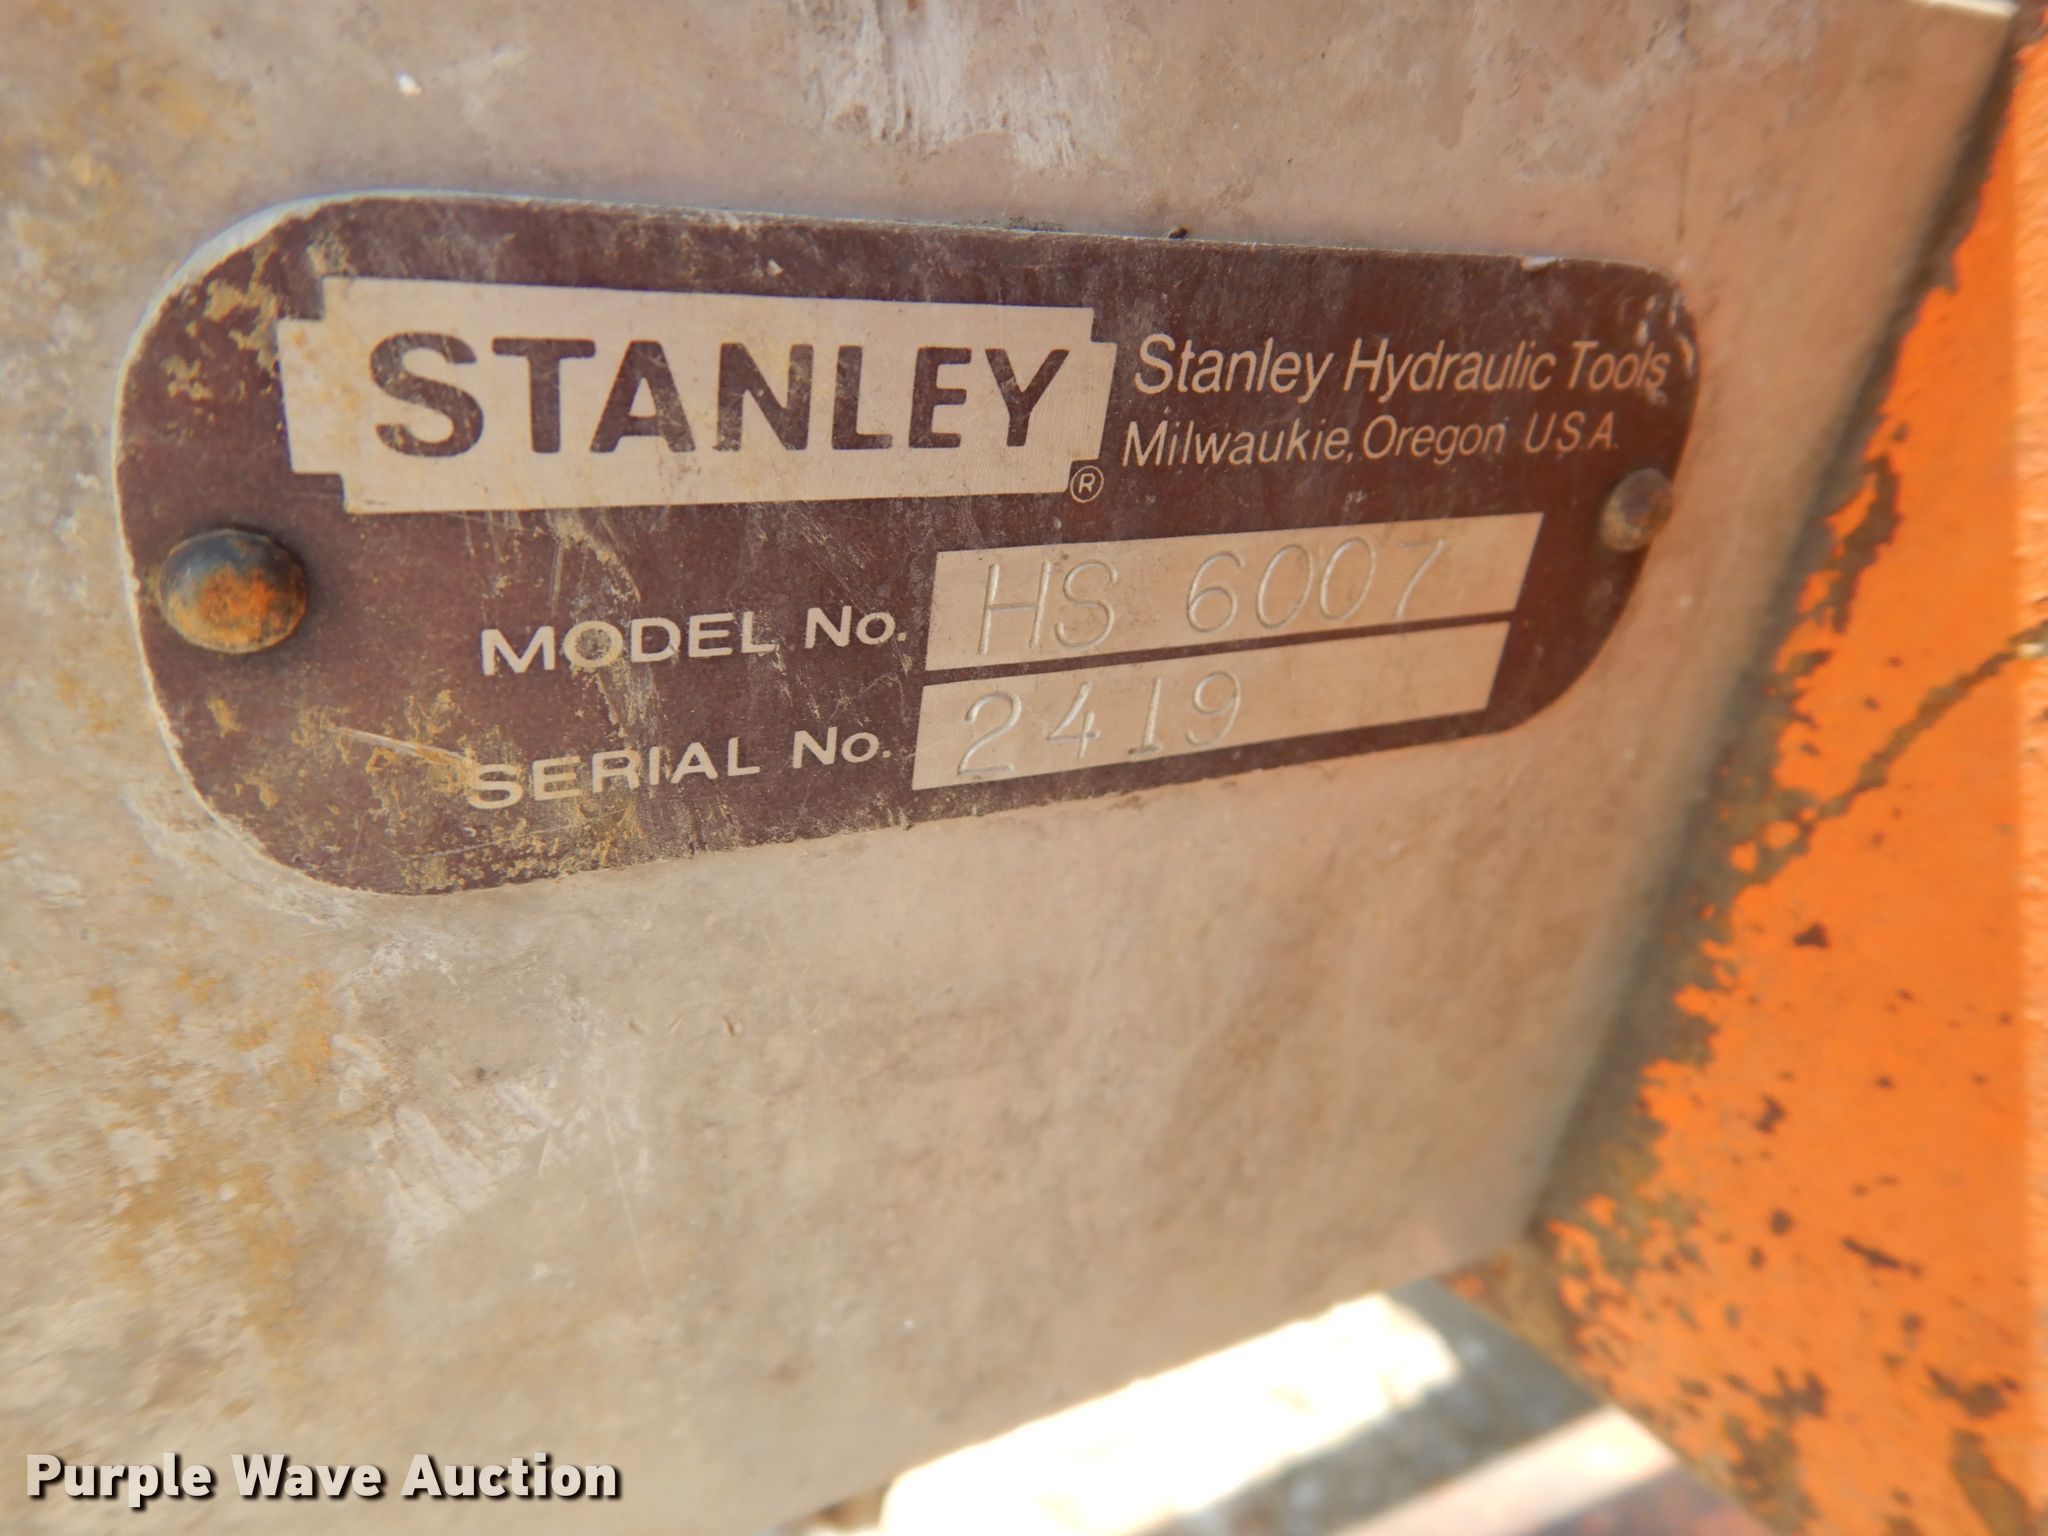 STANLEY®
Stanley Hydraulic Tools
Milwaukie, Oregon U.S.A.
MODEL No. HS 6007
SERIAL No. 2419
Purple Wave Auction